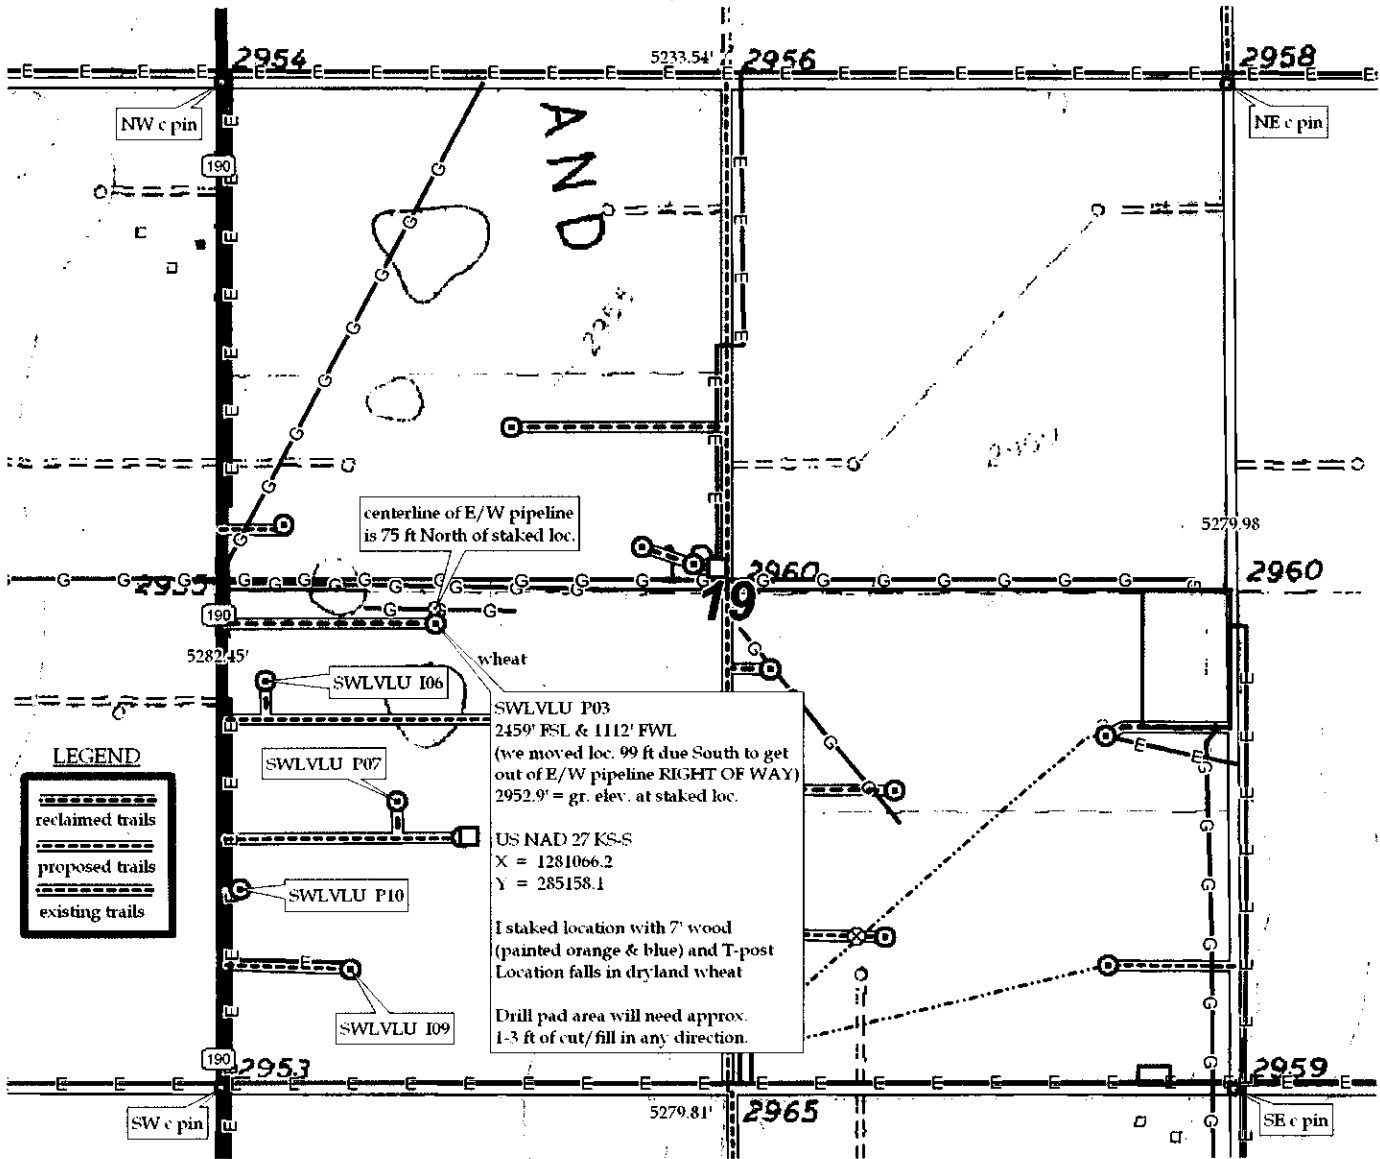 2954
5233.54'
2956
2958
NW c pin
NE c pin
AND
190
centerline of E/W pipeline
is 75 ft North of staked loc.
5279.98
2960
2960
19
190
5282.45'
wheat
SWLVLU I06
SWLVLU P03
2459' FSL & 1112' FWL
(we moved loc. 99 ft due South to get
out of E/W pipeline RIGHT OF WAY)
2952.9' = gr. elev. at staked loc.
US NAD 27 KS-S
X = 1281066.2
Y = 285158.1
I staked location with 7' wood
(painted orange & blue) and T-post
Location falls in dryland wheat
Drill pad area will need approx.
1-3 ft of cut/fill in any direction.
LEGEND
reclaimed trails
proposed trails
existing trails
SWLVLU P07
SWLVLU P10
SWLVLU I09
190
2953
2959
SW c pin
5279.81'
2965
SE c pin